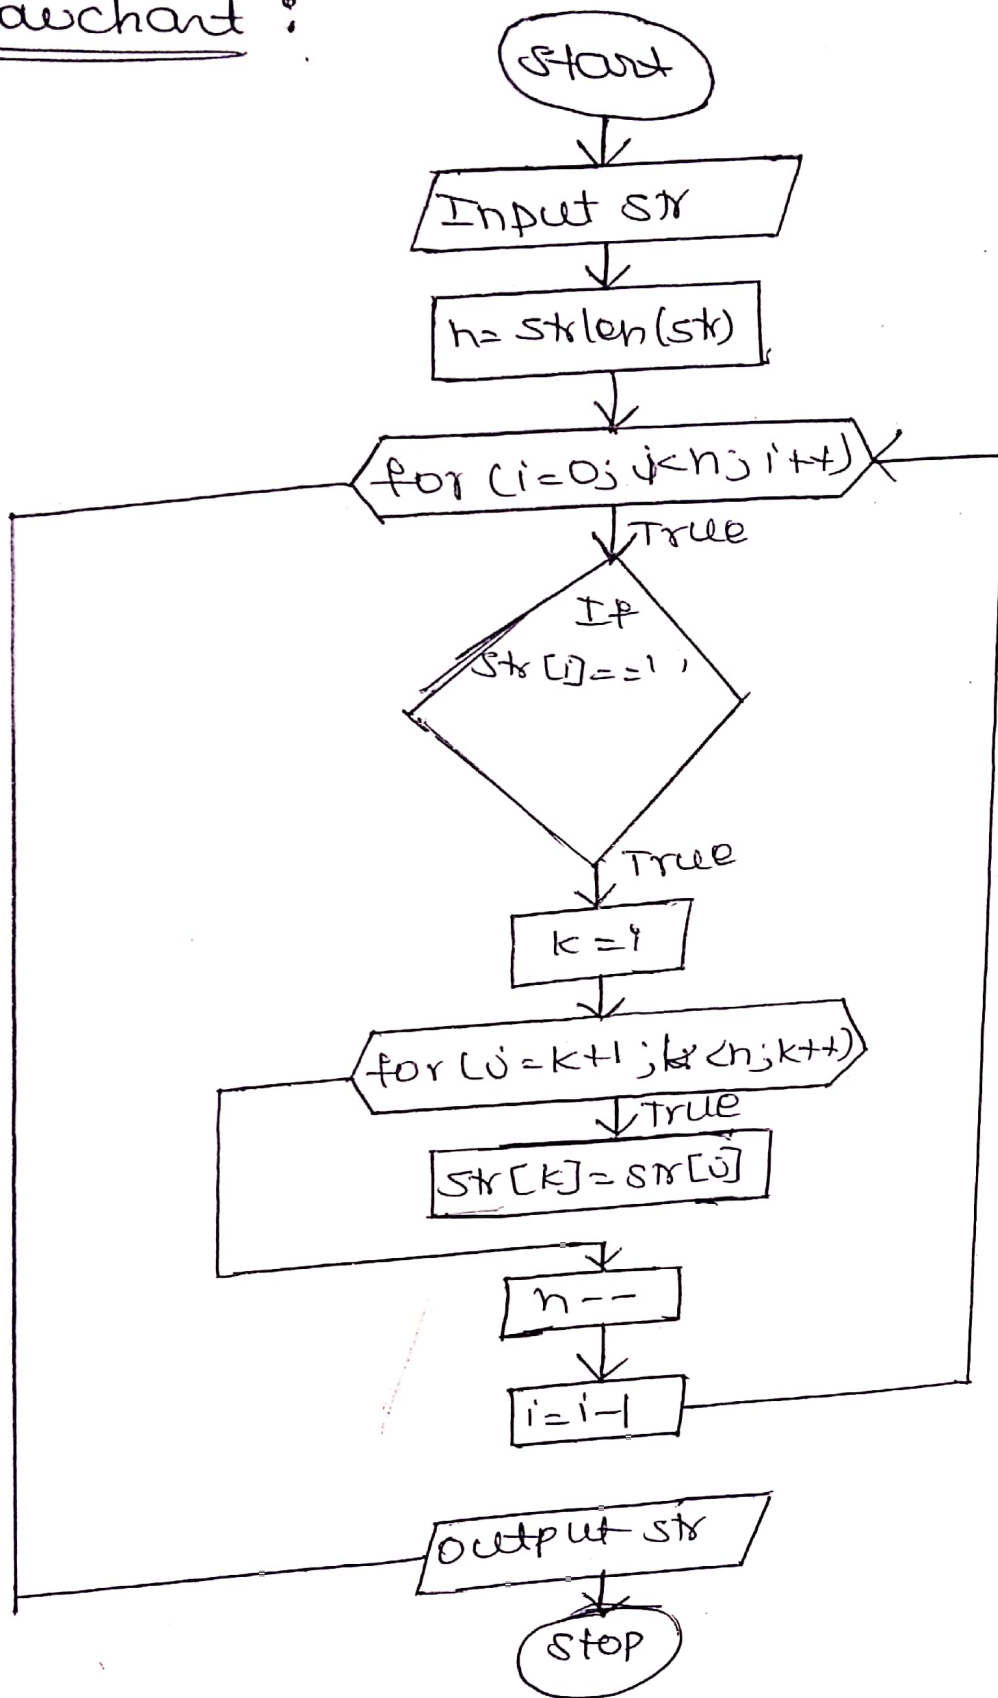 awchart :
Start
Input str
n= strlen(str)
for (i=0; i<n; i++)
True
If
str[i]==' '
True
k=i
for (j=k+1; <n; k++)
True
str[k]=str[j]
n--
i=i-1
output str
stop